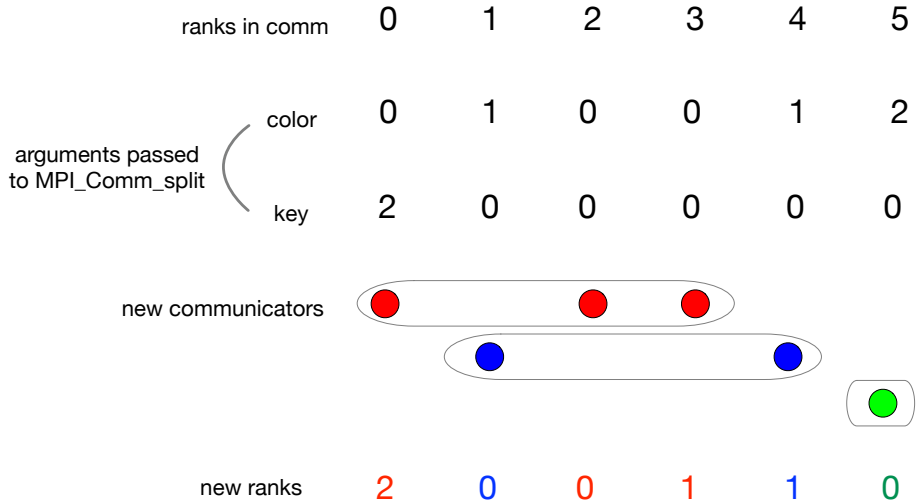 ranks in comm 0 1 2 3 4 5
color 0 1 0 0 1 2
arguments passed
to MPI_Comm_split
key 2 0 0 0 0 0
new communicators
new ranks 2 0 0 1 1 0